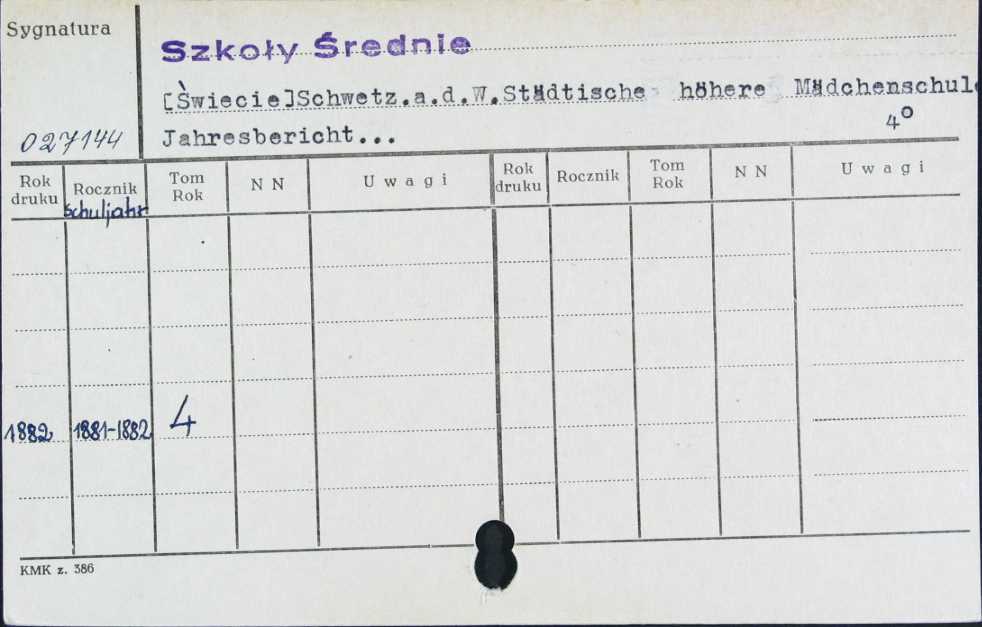 Sygnatura
Szkoły Średnie
[Świecie]Schwetz.a.d.W.Städtische höhere Mädchenschule
4°
027144
Jahresbericht...
Rok druku Rocznik Tom Rok N N U w a g i Rok druku Rocznik Tom Rok N N U w a g i
Schuljahr
1882 1881-1882 4
KMK z. 386